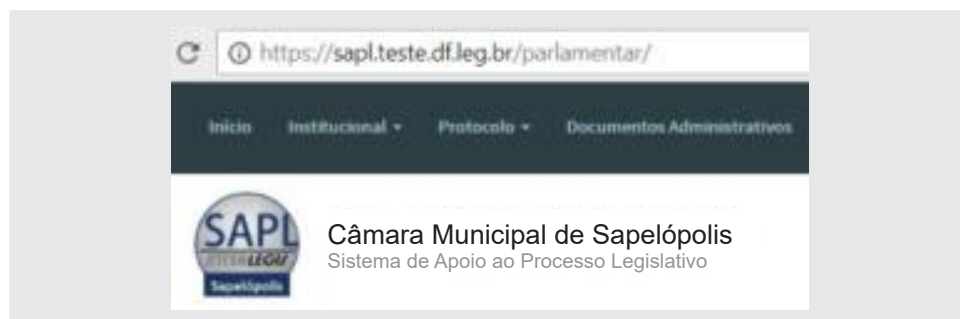 https://sapl.teste.df.leg.br/parlamentar/
Início Institucional Protocolo Documentos Administrativos
SAPL
INTERLEGIS
Sapelópolis
Câmara Municipal de Sapelópolis
Sistema de Apoio ao Processo Legislativo